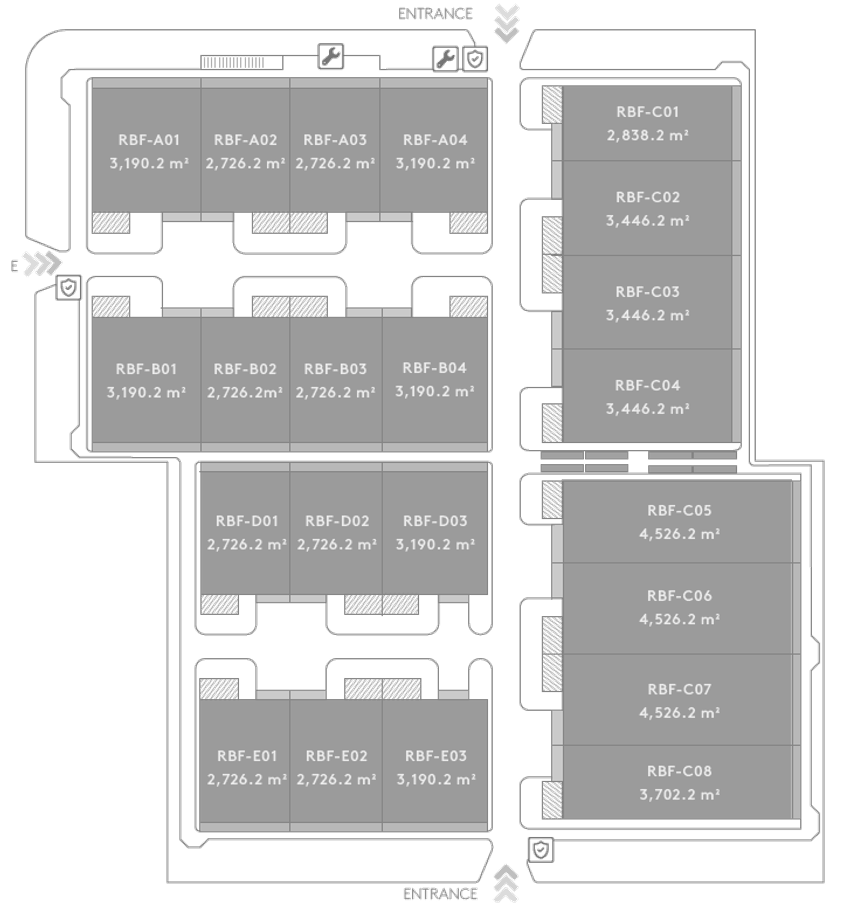 ENTRANCE
RBF-A01
3,190.2 m²
RBF-A02
2,726.2 m²
RBF-A03
2,726.2 m²
RBF-A04
3,190.2 m²
RBF-C01
2,838.2 m²
RBF-C02
3,446.2 m²
RBF-C03
3,446.2 m²
RBF-C04
3,446.2 m²
E
RBF-B01
3,190.2 m²
RBF-B02
2,726.2m²
RBF-B03
2,726.2 m²
RBF-B04
3,190.2 m²
RBF-D01
2,726.2 m²
RBF-D02
2,726.2 m²
RBF-D03
3,190.2 m²
RBF-C05
4,526.2 m²
RBF-C06
4,526.2 m²
RBF-C07
4,526.2 m²
RBF-C08
3,702.2 m²
RBF-E01
2,726.2 m²
RBF-E02
2,726.2 m²
RBF-E03
3,190.2 m²
ENTRANCE